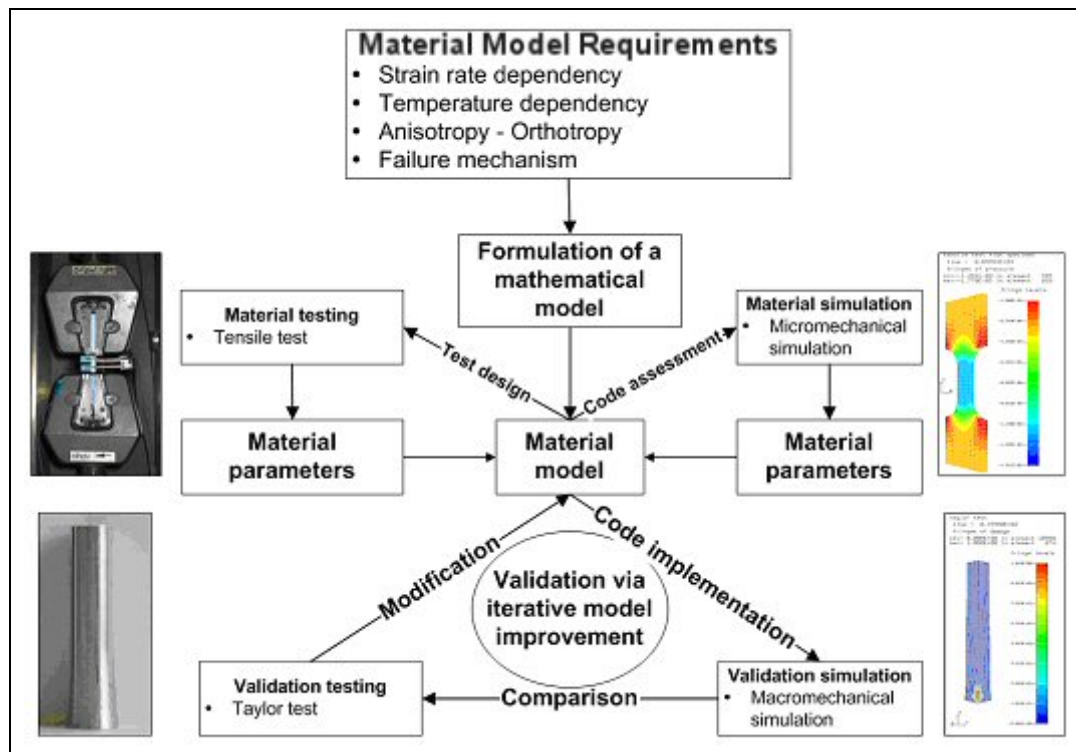 Material Model Requirements
• Strain rate dependency
• Temperature dependency
• Anisotropy - Orthotropy
• Failure mechanism
Formulation of a
mathematical
model
Material testing
• Tensile test
Test design
Code assessment
Material simulation
• Micromechanical
simulation
Material
parameters
Material
model
Material
parameters
Modification
Validation via
iterative model
improvement
Code implementation
Validation testing
• Taylor test
Comparison
Validation simulation
• Macromechanical
simulation